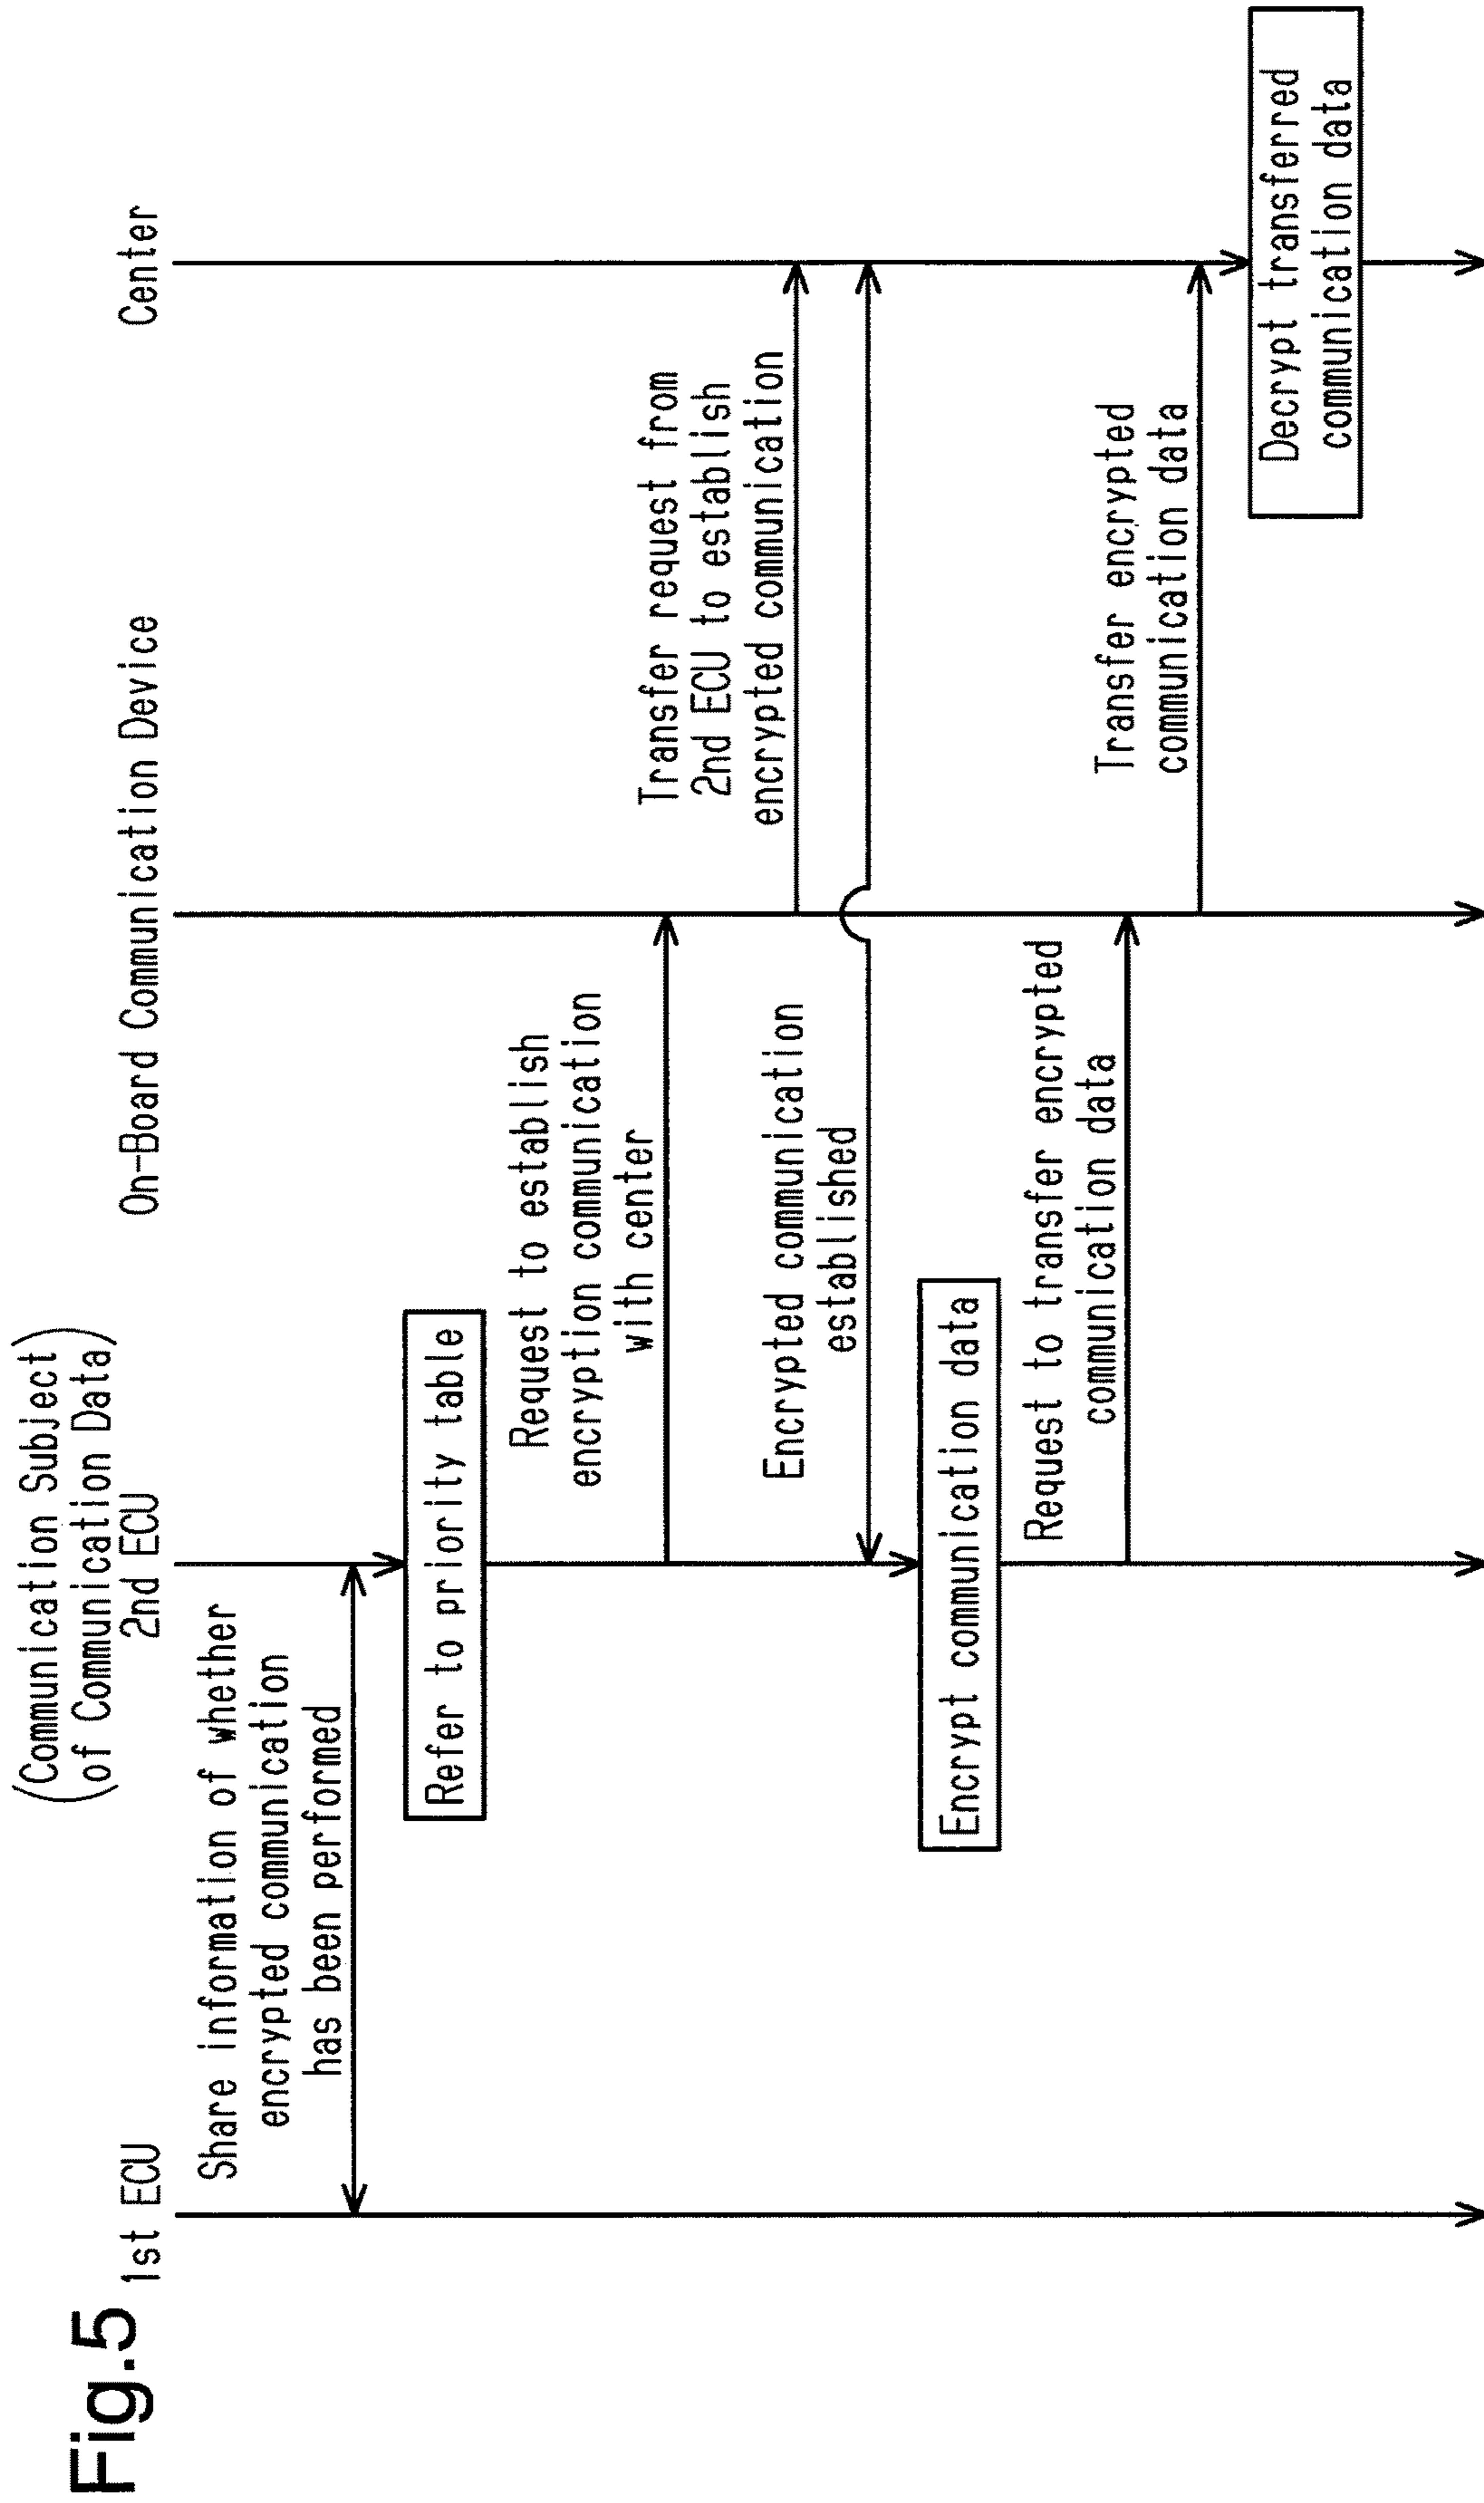 Fig.5
1st ECU
(Communication Subject
of Communication Data)
2nd ECU
On-Board Communication Device
Center
Share information of whether
encrypted communication
has been performed
Refer to priority table
Request to establish
encryption communication
with center
Transfer request from
2nd ECU to establish
encrypted communication
Encrypted communication
established
Encrypt communication data
Request to transfer encrypted
communication data
Transfer encrypted
communication data
Decrypt transferred
communication data